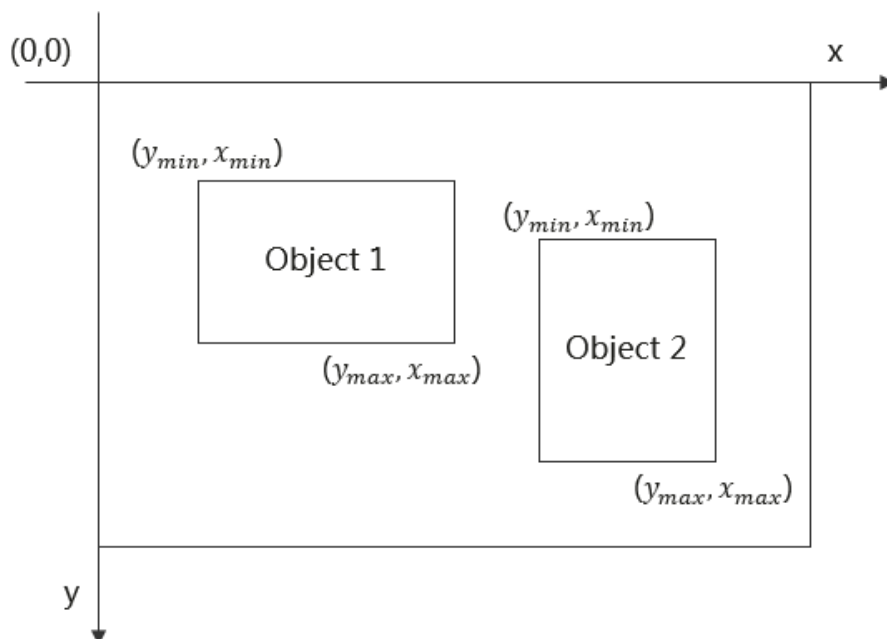 (0,0)
x
(y_min, x_min)
(y_min, x_min)
Object 1
Object 2
(y_max, x_max)
(y_max, x_max)
y